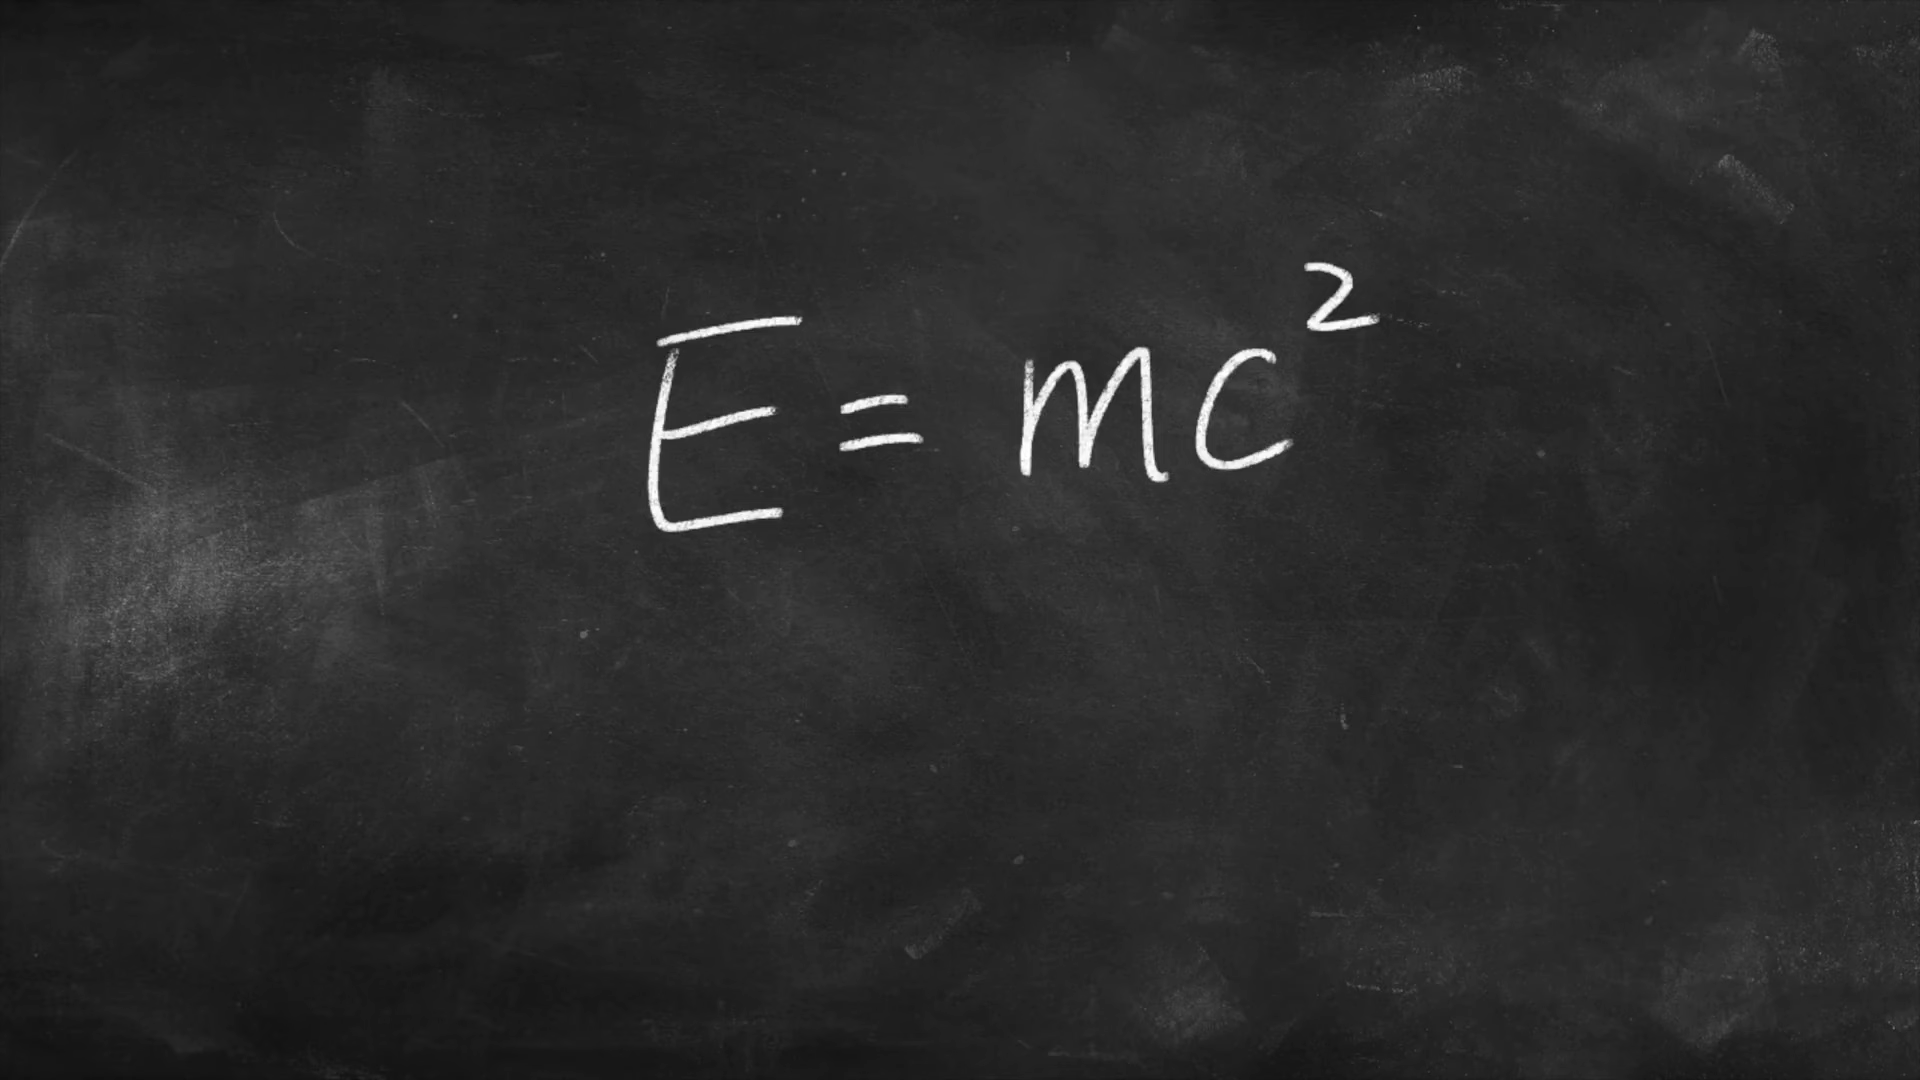 E = mc²